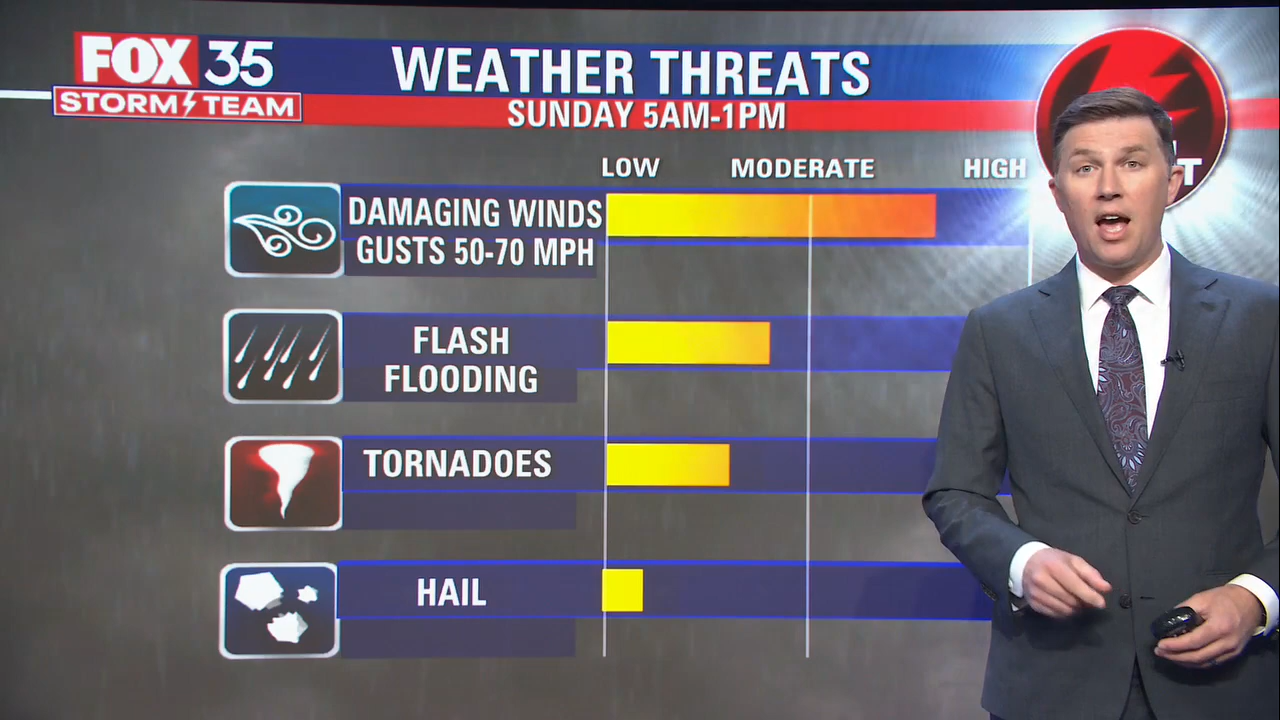 FOX 35
STORM TEAM
WEATHER THREATS
SUNDAY 5AM-1PM
LOW MODERATE HIGH
DAMAGING WINDS
GUSTS 50-70 MPH
FLASH
FLOODING
TORNADOES
HAIL